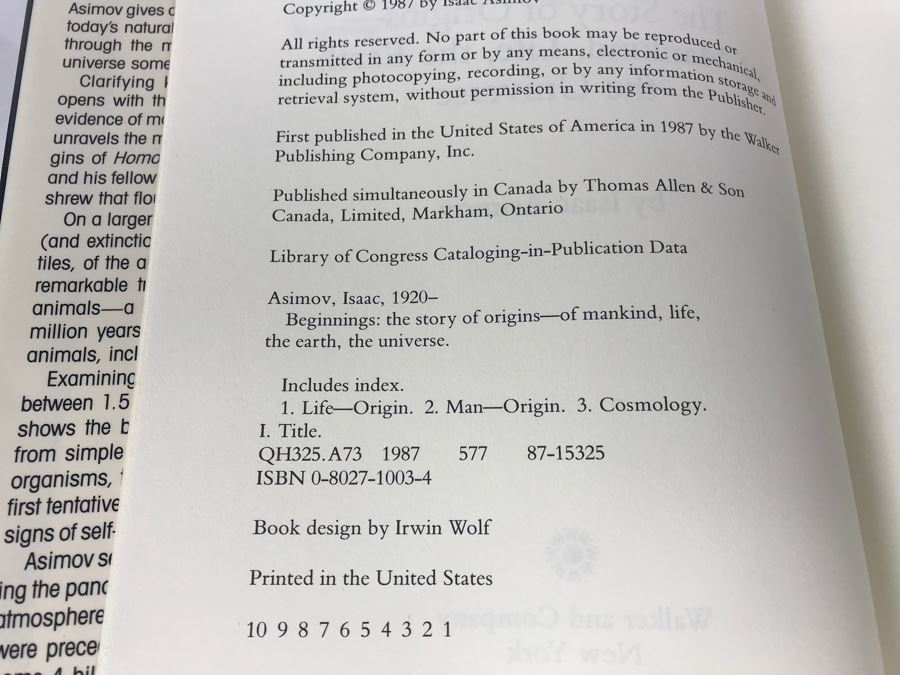 Asimov gives
today's natural
through the
universe some
Clarifying
opens with
evidence of
unravels the
gins of Homo
and his fellow
shrew that
On a larger
(and
tiles, of the
remarkable
animals—a
million years
animals, incl
Examining
between 1.5
shows the
from simple
organisms,
first tentative
signs of self-
Asimov
ing the
atmosphere
were
Copyright © 1987 by Isaac Asimov
All rights reserved. No part of this book may be reproduced or
transmitted in any form or by any means, electronic or mechanical,
including photocopying, recording, or by any information storage and
retrieval system, without permission in writing from the Publisher.
First published in the United States of America in 1987 by the Walker
Publishing Company, Inc.
Published simultaneously in Canada by Thomas Allen & Son
Canada, Limited, Markham, Ontario
Library of Congress Cataloging-in-Publication Data
Asimov, Isaac, 1920–
Beginnings: the story of origins—of mankind, life,
the earth, the universe.
Includes index.
1. Life—Origin. 2. Man—Origin. 3. Cosmology.
I. Title.
QH325.A73 1987 577 87-15325
ISBN 0-8027-1003-4
Book design by Irwin Wolf
Printed in the United States
10 9 8 7 6 5 4 3 2 1